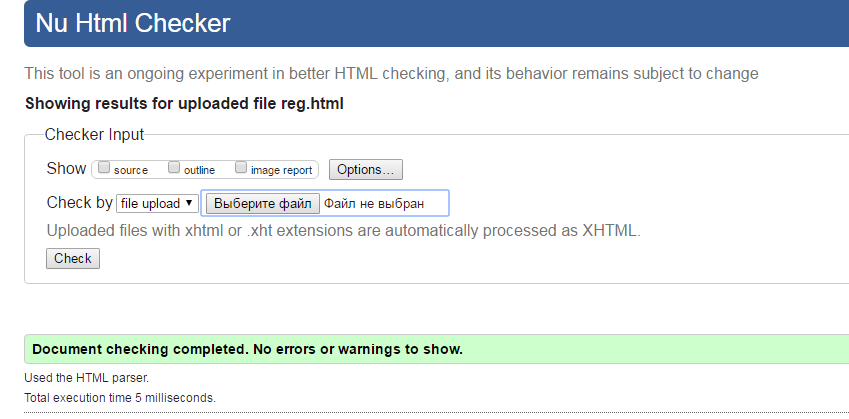 Nu Html Checker
This tool is an ongoing experiment in better HTML checking, and its behavior remains subject to change
Showing results for uploaded file reg.html
Checker Input
Show source outline image report Options...
Check by file upload ▼ Выберите файл Файл не выбран
Uploaded files with xhtml or .xht extensions are automatically processed as XHTML.
Check
Document checking completed. No errors or warnings to show.
Used the HTML parser.
Total execution time 5 milliseconds.